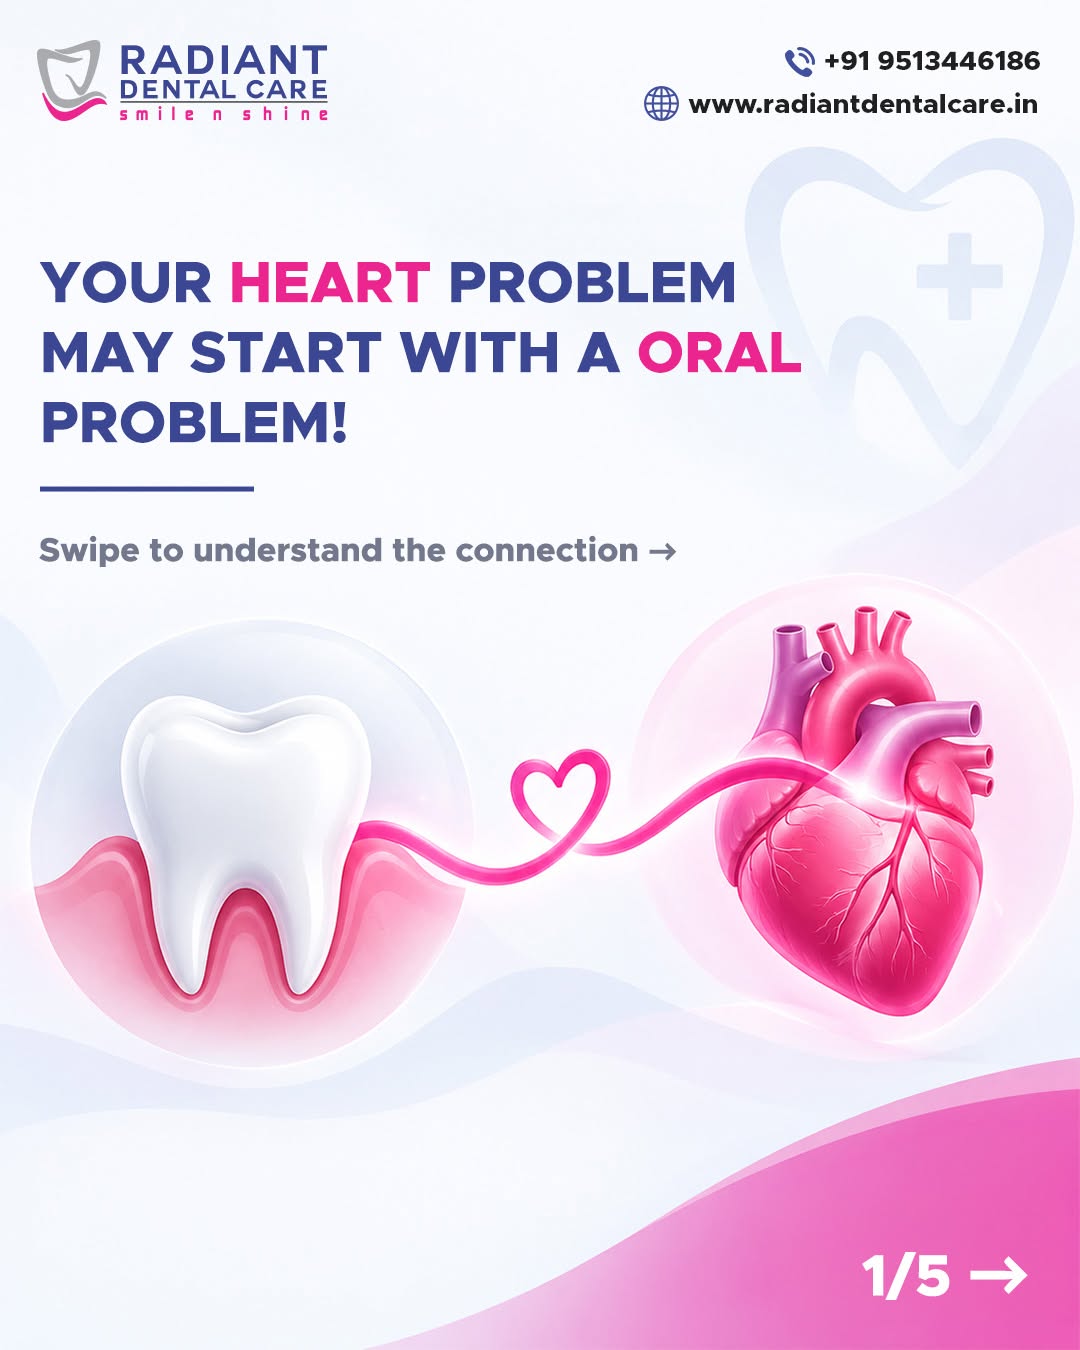 RADIANT
DENTAL CARE
smile n shine
+91 9513446186
www.radiantdentalcare.in
YOUR HEART PROBLEM
MAY START WITH A ORAL
PROBLEM!
Swipe to understand the connection →
1/5 →